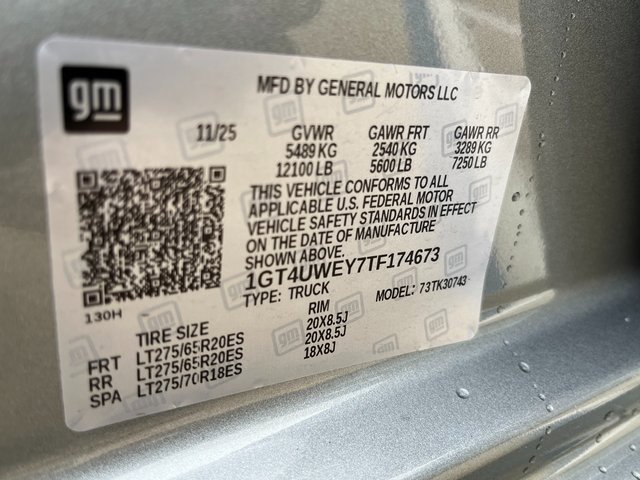 gm
MFD BY GENERAL MOTORS LLC
11/25 GVWR GAWR FRT GAWR RR
5489 KG 2540 KG 3289 KG
12100 LB 5600 LB 7250 LB
THIS VEHICLE CONFORMS TO ALL
APPLICABLE U.S. FEDERAL MOTOR
VEHICLE SAFETY STANDARDS IN EFFECT
ON THE DATE OF MANUFACTURE
SHOWN ABOVE.
1GT4UWEY7TF174673
TYPE: TRUCK MODEL: 73TK30743
130H
TIRE SIZE RIM
FRT LT275/65R20ES 20X8.5J
RR LT275/65R20ES 20X8.5J
SPA LT275/70R18ES 18X8J